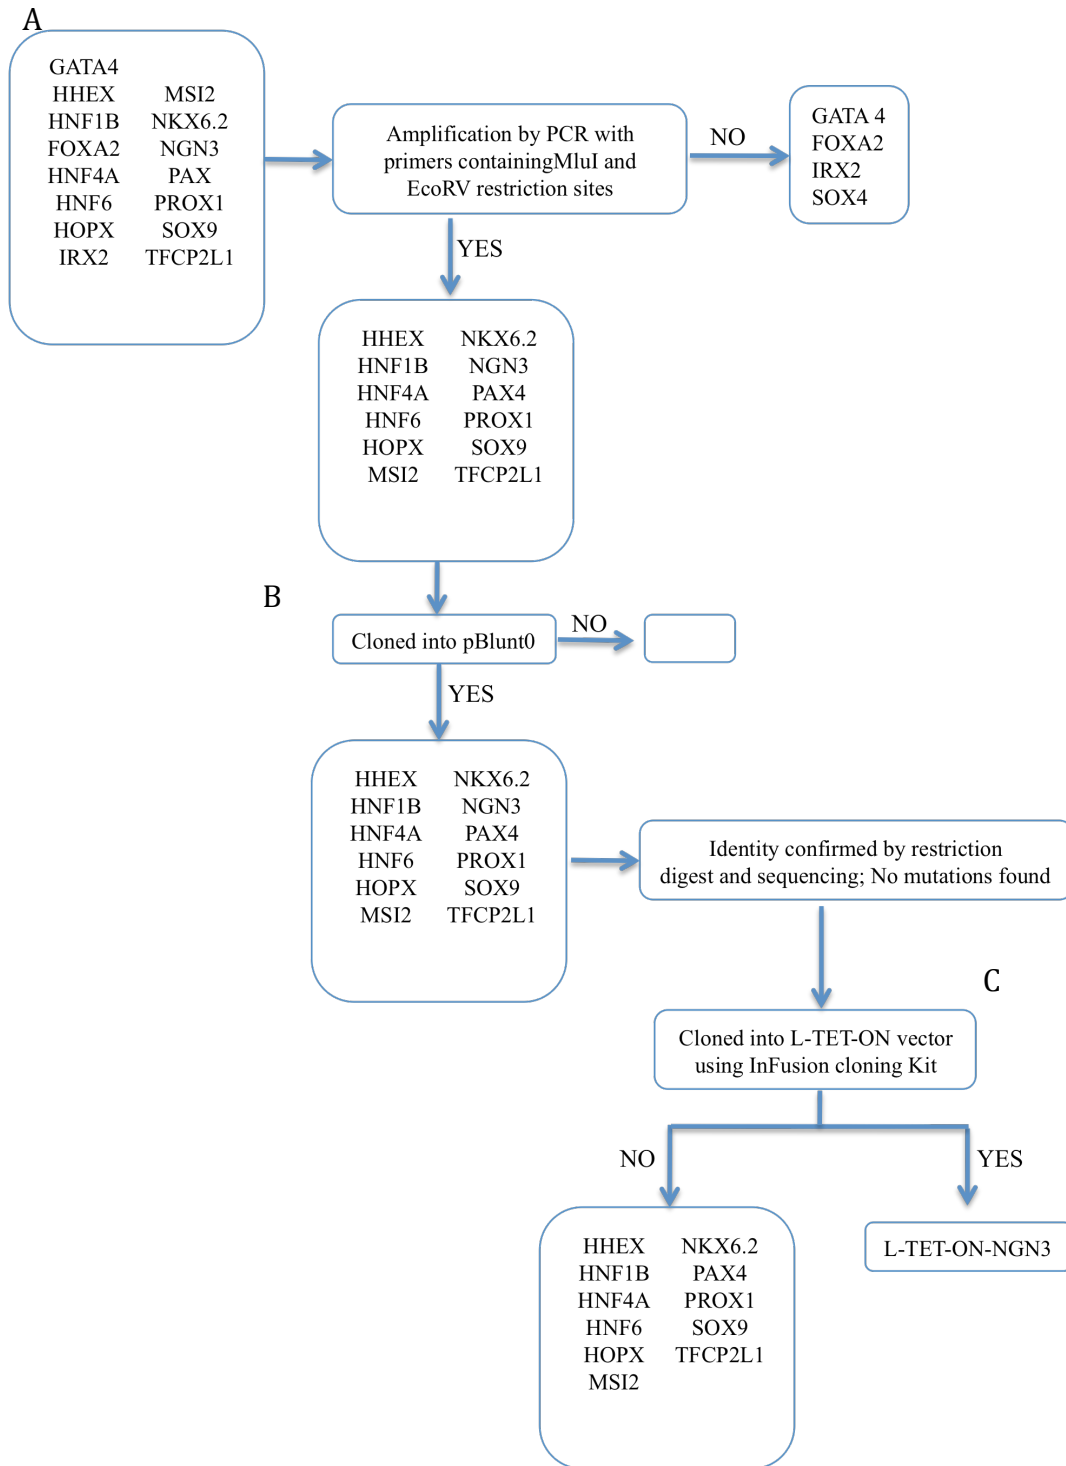 A
GATA4
HHEX MSI2
HNF1B NKX6.2
FOXA2 NGN3
HNF4A PAX
HNF6 PROX1
HOPX SOX9
IRX2 TFCP2L1
Amplification by PCR with
primers containingMluI and
EcoRV restriction sites
NO
GATA 4
FOXA2
IRX2
SOX4
YES
HHEX NKX6.2
HNF1B NGN3
HNF4A PAX4
HNF6 PROX1
HOPX SOX9
MSI2 TFCP2L1
B
Cloned into pBlunt0
NO
YES
HHEX NKX6.2
HNF1B NGN3
HNF4A PAX4
HNF6 PROX1
HOPX SOX9
MSI2 TFCP2L1
Identity confirmed by restriction
digest and sequencing; No mutations found
C
Cloned into L-TET-ON vector
using InFusion cloning Kit
NO
YES
HHEX NKX6.2
HNF1B PAX4
HNF4A PROX1
HNF6 SOX9
HOPX TFCP2L1
MSI2
L-TET-ON-NGN3